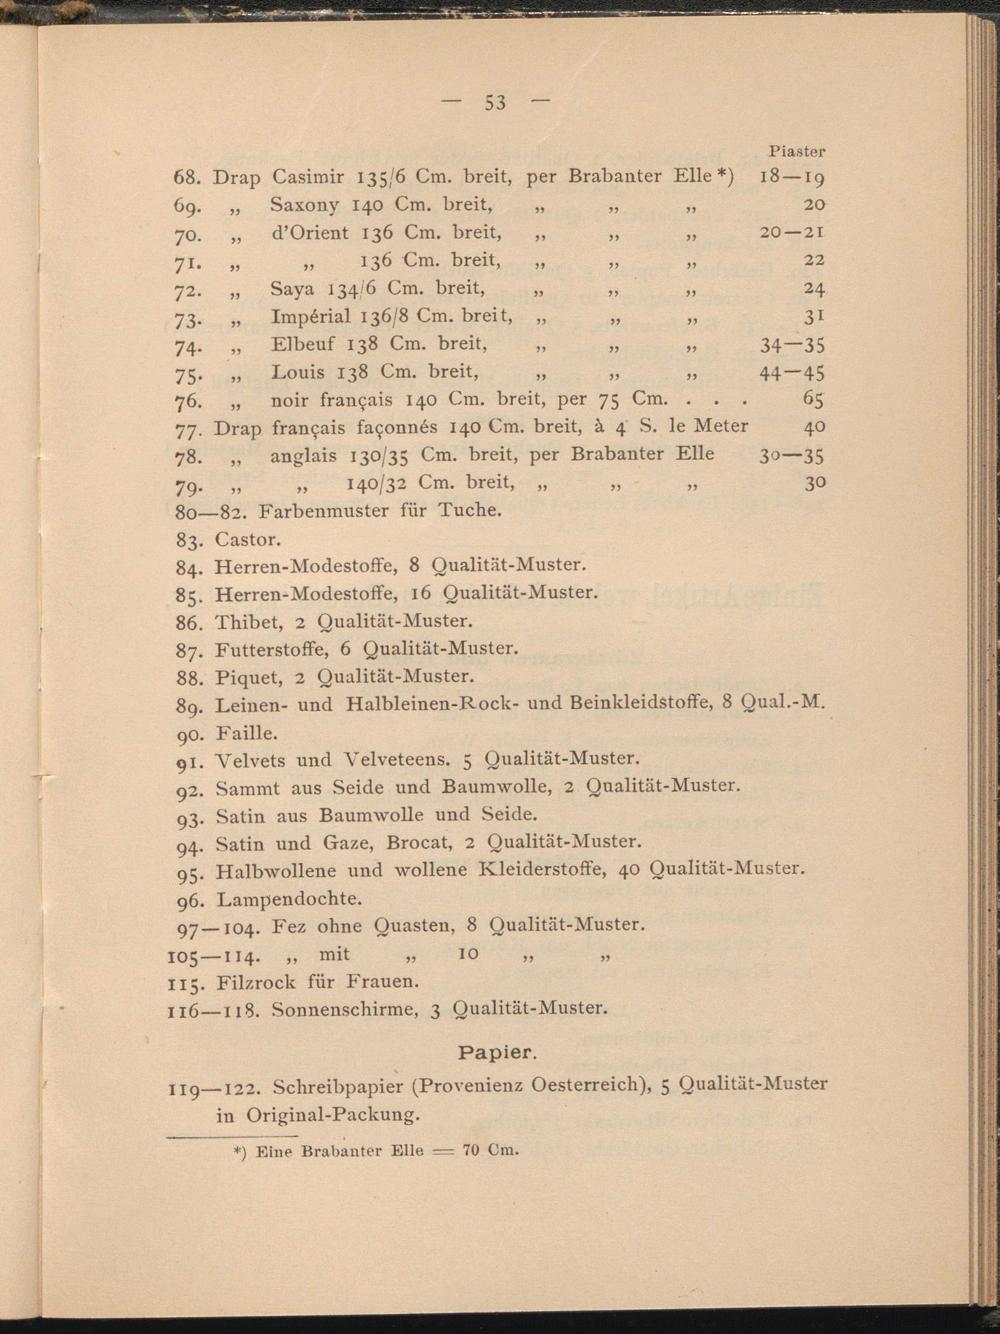 — 53 —
Piaster
68. Drap Casimir 135/6 Cm. breit, per Brabanter Elle *) 18—19
69. „ Saxony 140 Cm. breit, „ „ „ 20
70. „ d'Orient 136 Cm. breit, „ „ „ 20—21
71. „ „ 136 Cm. breit, „ „ „ 22
72. „ Saya 134/6 Cm. breit, „ „ „ 24
73. „ Impérial 136/8 Cm. breit, „ „ „ 31
74. „ Elbeuf 138 Cm. breit, „ „ „ 34—35
75. „ Louis 138 Cm. breit, „ „ „ 44—45
76. „ noir français 140 Cm. breit, per 75 Cm. . . . 65
77. Drap français façonnés 140 Cm. breit, à 4 S. le Meter 40
78. „ anglais 130/35 Cm. breit, per Brabanter Elle 30—35
79. „ „ 140/32 Cm. breit, „ „ „ 30
80—82. Farbenmuster für Tuche.
83. Castor.
84. Herren-Modestoffe, 8 Qualität-Muster.
85. Herren-Modestoffe, 16 Qualität-Muster.
86. Thibet, 2 Qualität-Muster.
87. Futterstoffe, 6 Qualität-Muster.
88. Piquet, 2 Qualität-Muster.
89. Leinen- und Halbleinen-Rock- und Beinkleidstoffe, 8 Qual.-M.
90. Faille.
91. Velvets und Velveteens. 5 Qualität-Muster.
92. Sammt aus Seide und Baumwolle, 2 Qnalität-Muster.
93. Satin aus Baumwolle und Seide.
94. Satin und Gaze, Brocat, 2 Qualität-Muster.
95. Halbwollene und wollene Kleiderstoffe, 40 Qualität-Muster.
96. Lampendochte.
97—104. Fez ohne Quasten, 8 Qualität-Muster.
105—114. „ mit „ 10 „ „
115. Filzrock für Frauen.
116—118. Sonnenschirme, 3 Qualität-Muster.
Papier.
119—122. Schreibpapier (Provenienz Oesterreich), 5 Qualität-Muster
in Original-Packung.
*) Eine Brabanter Elle = 70 Cm.